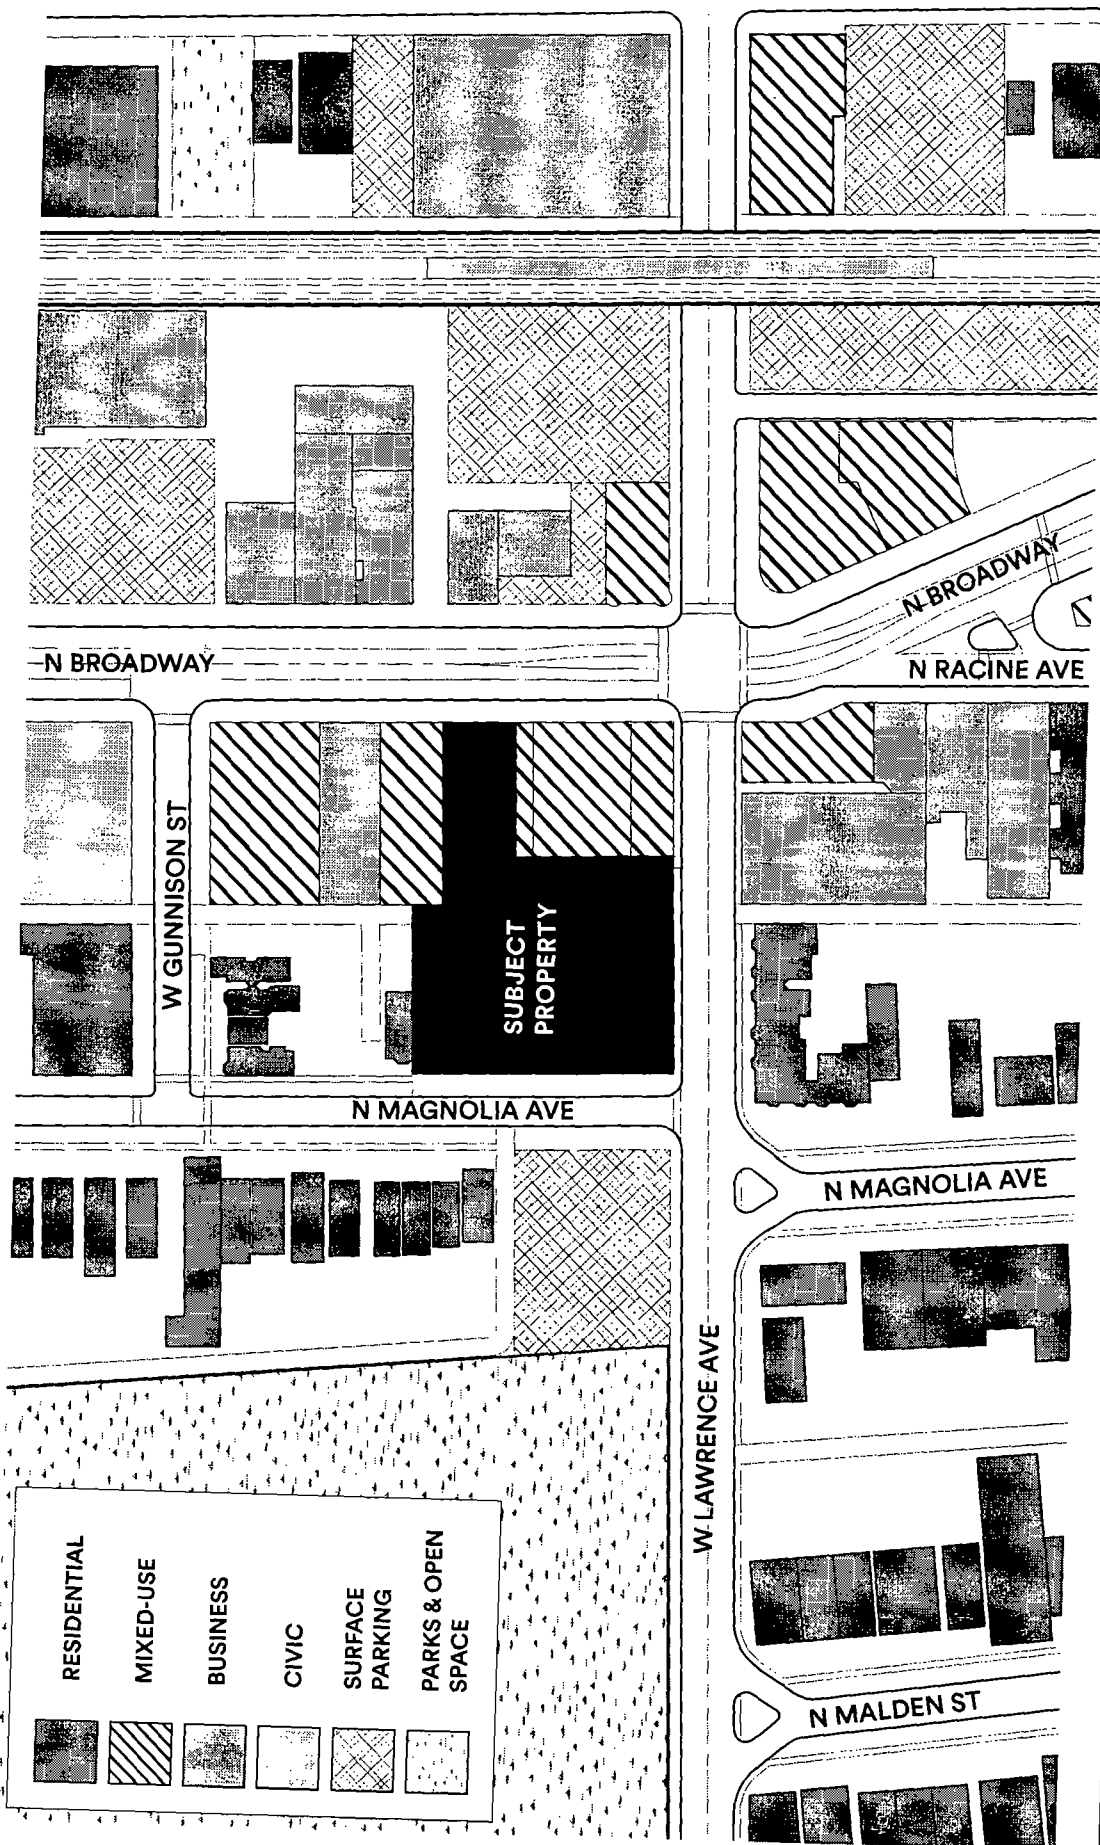 N BROADWAY
N BROADWAY
N RACINE AVE
W GUNNISON ST
SUBJECT
PROPERTY
N MAGNOLIA AVE
N MAGNOLIA AVE
W LAWRENCE AVE
N MALDEN ST
RESIDENTIAL
MIXED-USE
BUSINESS
CIVIC
SURFACE
PARKING
PARKS & OPEN
SPACE